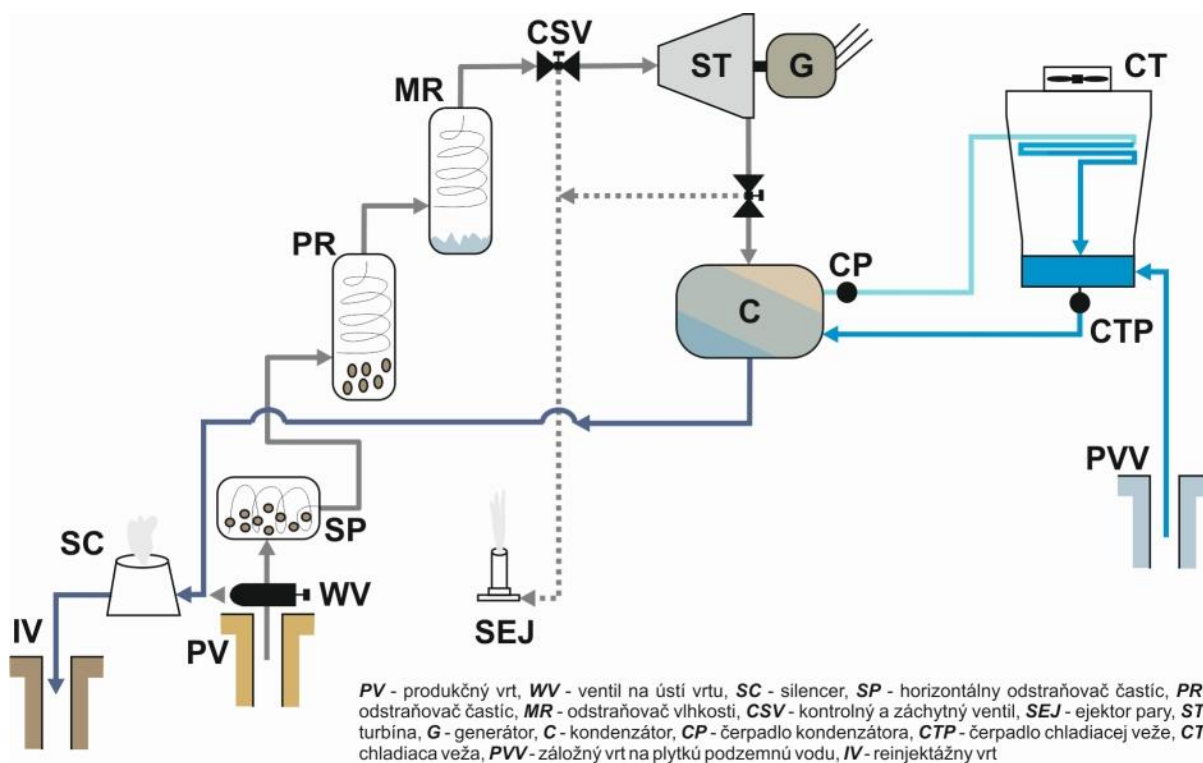 CSV
ST
G
CT
MR
PR
CP
C
CTP
PVV
SP
SC
WV
SEJ
IV
PV
PV - produkčný vrt, WV - ventil na ústí vrtu, SC - silencer, SP - horizontálny odstraňovač častíc, PR
odstraňovač častíc, MR - odstraňovač vlhkosti, CSV - kontrolný a záchytný ventil, SEJ - ejektor pary, ST
turbína, G - generátor, C - kondenzátor, CP - čerpadlo kondenzátora, CTP - čerpadlo chladiacej veže, CT
chladiaca veža, PVV - záložný vrt na plytkú podzemnú vodu, IV - reinjektážny vrt